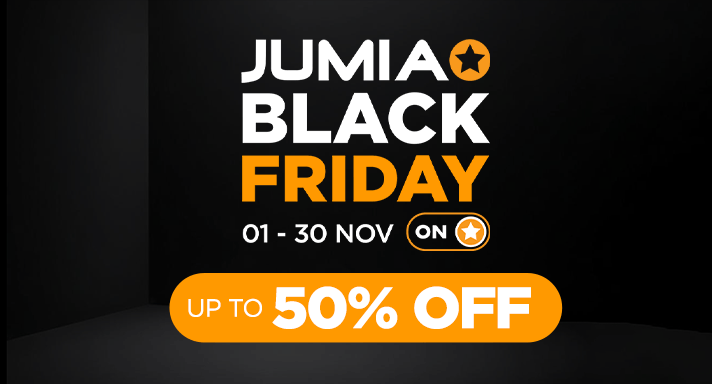 JUMIA
BLACK
FRIDAY
01 - 30 NOV ON
UP TO 50% OFF